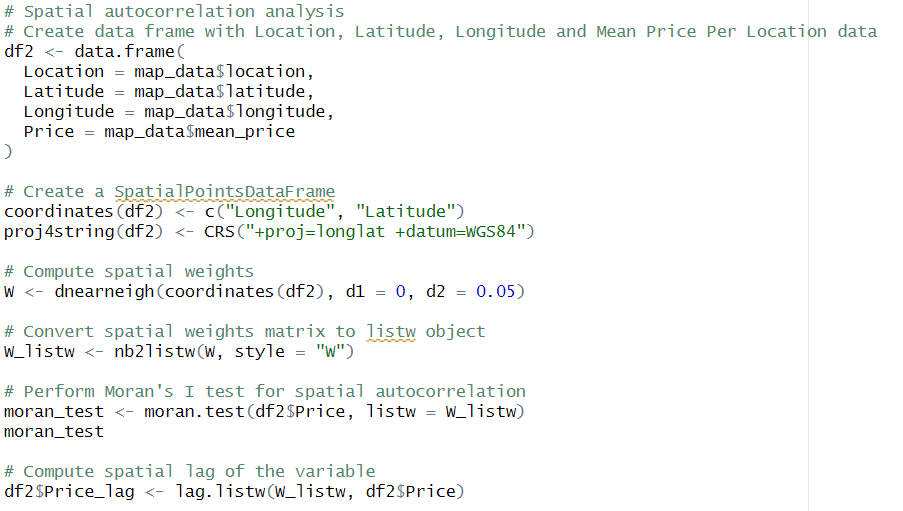 # Spatial autocorrelation analysis
# Create data frame with Location, Latitude, Longitude and Mean Price Per Location data
df2 <- data.frame(
  Location = map_data$location,
  Latitude = map_data$latitude,
  Longitude = map_data$longitude,
  Price = map_data$mean_price
)

# Create a SpatialPointsDataFrame
coordinates(df2) <- c("Longitude", "Latitude")
proj4string(df2) <- CRS("+proj=longlat +datum=WGS84")

# Compute spatial weights
W <- dnearneigh(coordinates(df2), d1 = 0, d2 = 0.05)

# Convert spatial weights matrix to listw object
W_listw <- nb2listw(W, style = "W")

# Perform Moran's I test for spatial autocorrelation
moran_test <- moran.test(df2$Price, listw = W_listw)
moran_test

# Compute spatial lag of the variable
df2$Price_lag <- lag.listw(W_listw, df2$Price)